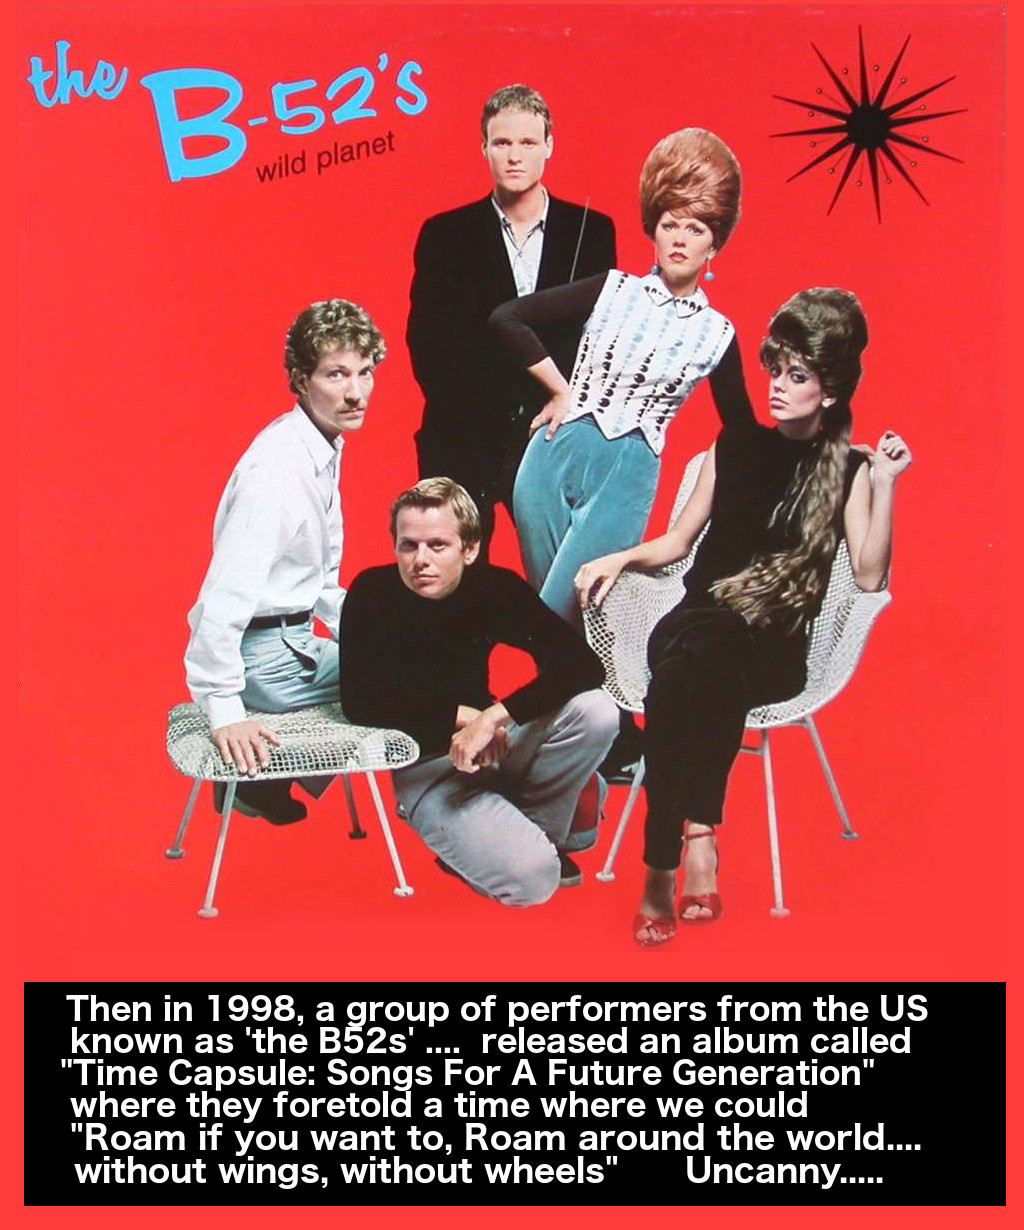 the B-52's
wild planet
Then in 1998, a group of performers from the US
known as 'the B52s' .... released an album called
"Time Capsule: Songs For A Future Generation"
where they foretold a time where we could
"Roam if you want to, Roam around the world....
without wings, without wheels" Uncanny.....